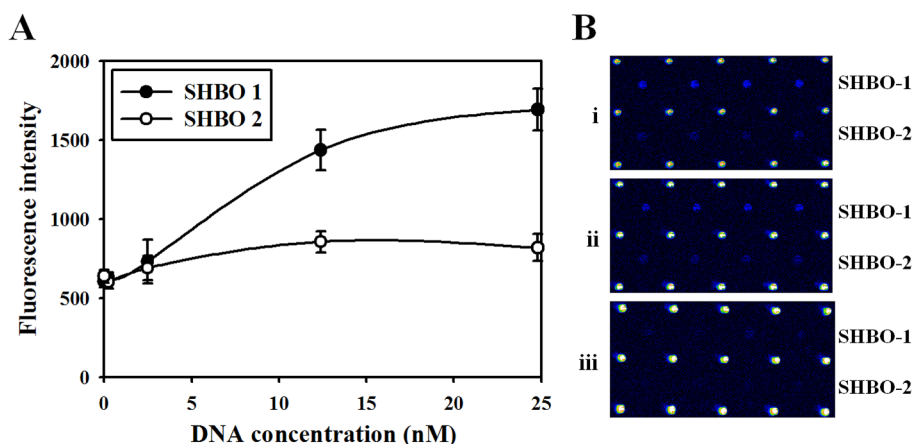 A
2000
1500
1000
500
0
Fluorescence intensity
SHBO 1
SHBO 2
0
5
10
15
20
25
DNA concentration (nM)
B
i
SHBO-1
SHBO-2
ii
SHBO-1
SHBO-2
iii
SHBO-1
SHBO-2